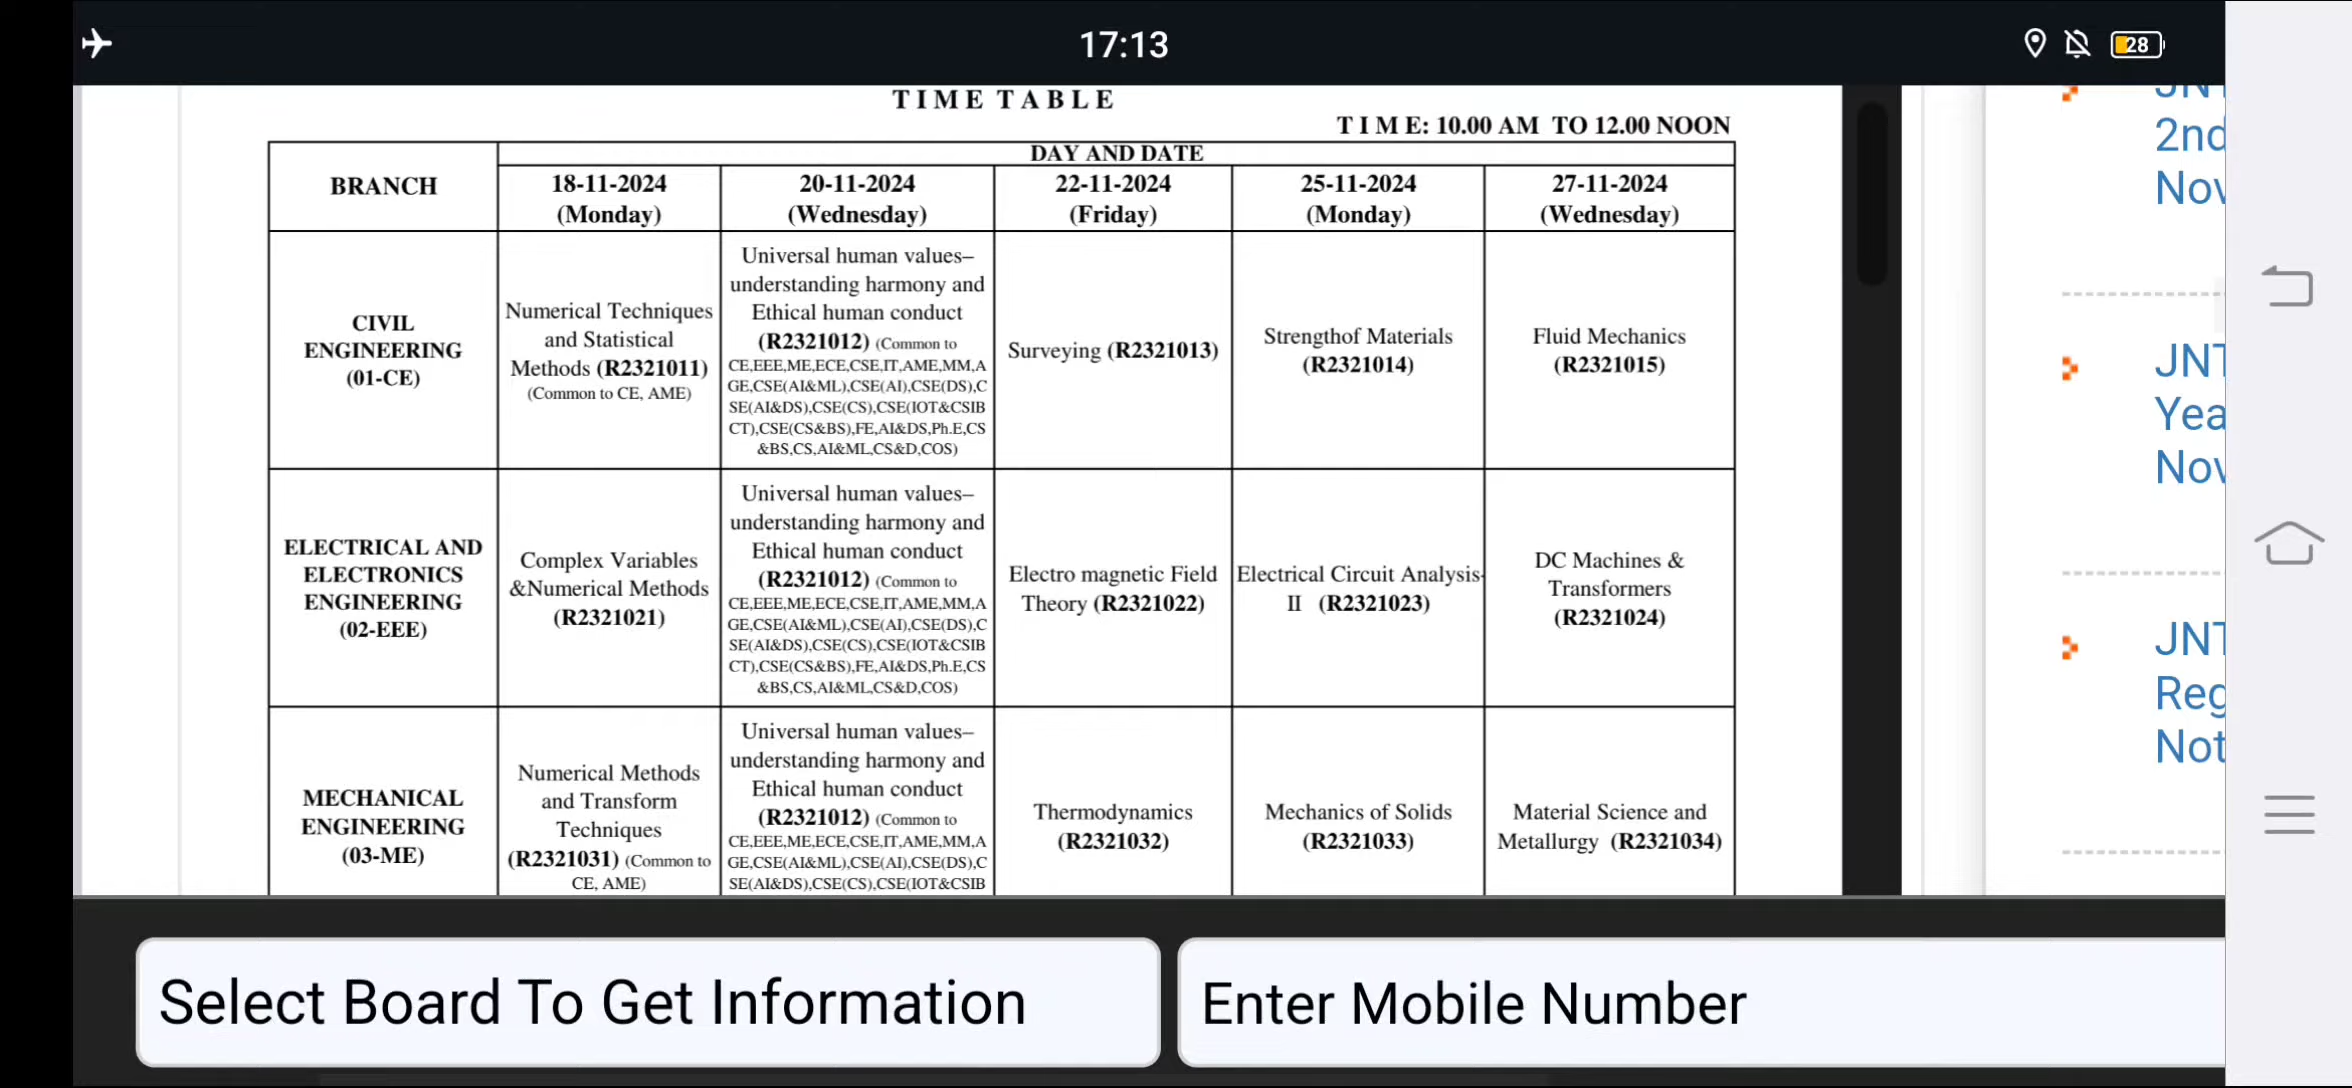 17:13
28
TIME TABLE
T I M E: 10.00 AM TO 12.00 NOON
BRANCH
DAY AND DATE
18-11-2024
(Monday)
20-11-2024
(Wednesday)
22-11-2024
(Friday)
25-11-2024
(Monday)
27-11-2024
(Wednesday)
CIVIL
ENGINEERING
(01-CE)
Numerical Techniques
and Statistical
Methods (R2321011)
(Common to CE, AME)
Universal human values–
understanding harmony and
Ethical human conduct
(R2321012) (Common to
CE,EEE,ME,ECE,CSE,IT,AME,MM,A
GE,CSE(AI&ML),CSE(AI),CSE(DS),C
SE(AI&DS),CSE(CS),CSE(IOT&CSIB
CT),CSE(CS&BS),FE,AI&DS,Ph.E,CS
&BS,CS,AI&ML,CS&D,COS)
Surveying (R2321013)
Strengthof Materials
(R2321014)
Fluid Mechanics
(R2321015)
ELECTRICAL AND
ELECTRONICS
ENGINEERING
(02-EEE)
Complex Variables
&Numerical Methods
(R2321021)
Universal human values–
understanding harmony and
Ethical human conduct
(R2321012) (Common to
CE,EEE,ME,ECE,CSE,IT,AME,MM,A
GE,CSE(AI&ML),CSE(AI),CSE(DS),C
SE(AI&DS),CSE(CS),CSE(IOT&CSIB
CT),CSE(CS&BS),FE,AI&DS,Ph.E,CS
&BS,CS,AI&ML,CS&D,COS)
Electro magnetic Field
Theory (R2321022)
Electrical Circuit Analysis-
II (R2321023)
DC Machines &
Transformers
(R2321024)
MECHANICAL
ENGINEERING
(03-ME)
Numerical Methods
and Transform
Techniques
(R2321031) (Common to
CE, AME)
Universal human values–
understanding harmony and
Ethical human conduct
(R2321012) (Common to
CE,EEE,ME,ECE,CSE,IT,AME,MM,A
GE,CSE(AI&ML),CSE(AI),CSE(DS),C
SE(AI&DS),CSE(CS),CSE(IOT&CSIB
Thermodynamics
(R2321032)
Mechanics of Solids
(R2321033)
Material Science and
Metallurgy (R2321034)
2nd
Nov
JNT
Yea
Nov
JNT
Reg
Not
Select Board To Get Information
Enter Mobile Number